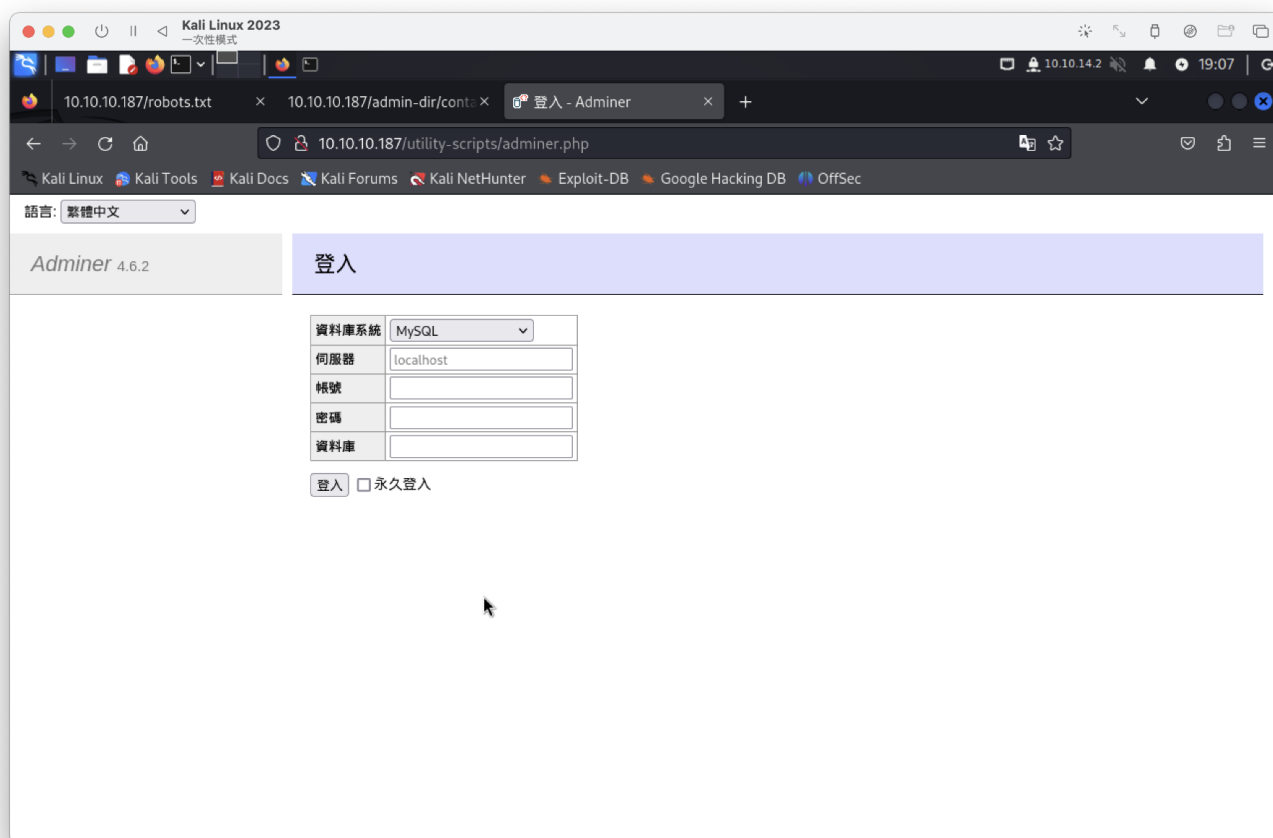 Kali Linux 2023
一次性模式
10.10.14.2 19:07
10.10.10.187/robots.txt × 10.10.10.187/admin-dir/conta × 登入 - Adminer × +
10.10.10.187/utility-scripts/adminer.php
Kali Linux Kali Tools Kali Docs Kali Forums Kali NetHunter Exploit-DB Google Hacking DB OffSec
語言: 繁體中文
Adminer 4.6.2
登入
資料庫系統 MySQL
伺服器 localhost
帳號
密碼
資料庫
登入 永久登入